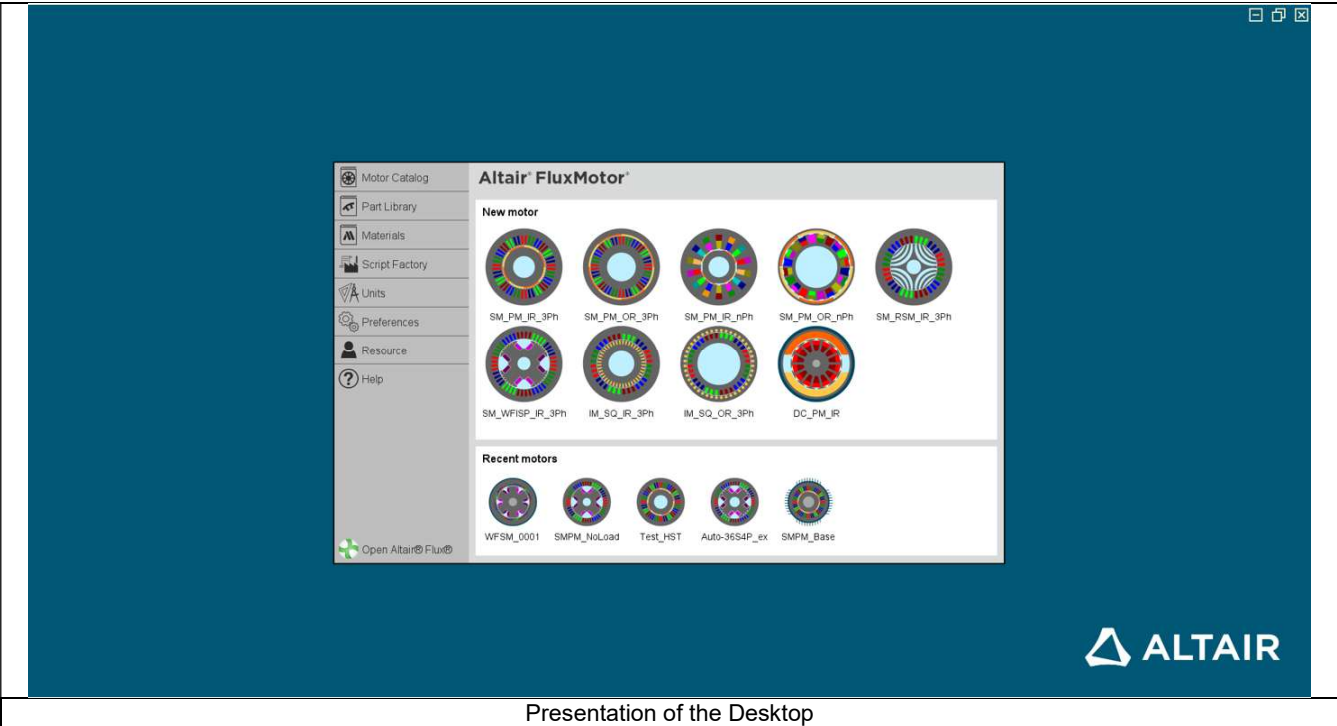 Motor Catalog
Part Library
Materials
Script Factory
Units
Preferences
Resource
Help
Open Altair® Flux®
Altair® FluxMotor®
New motor
SM_PM_IR_3Ph SM_PM_OR_3Ph SM_PM_IR_nPh SM_PM_OR_nPh SM_RSM_IR_3Ph
SM_WFISP_IR_3Ph IM_SQ_IR_3Ph IM_SQ_OR_3Ph DC_PM_IR
Recent motors
WFSM_0001 SMPM_NoLoad Test_HST Auto-36S4P_ex SMPM_Base
ALTAIR
Presentation of the Desktop